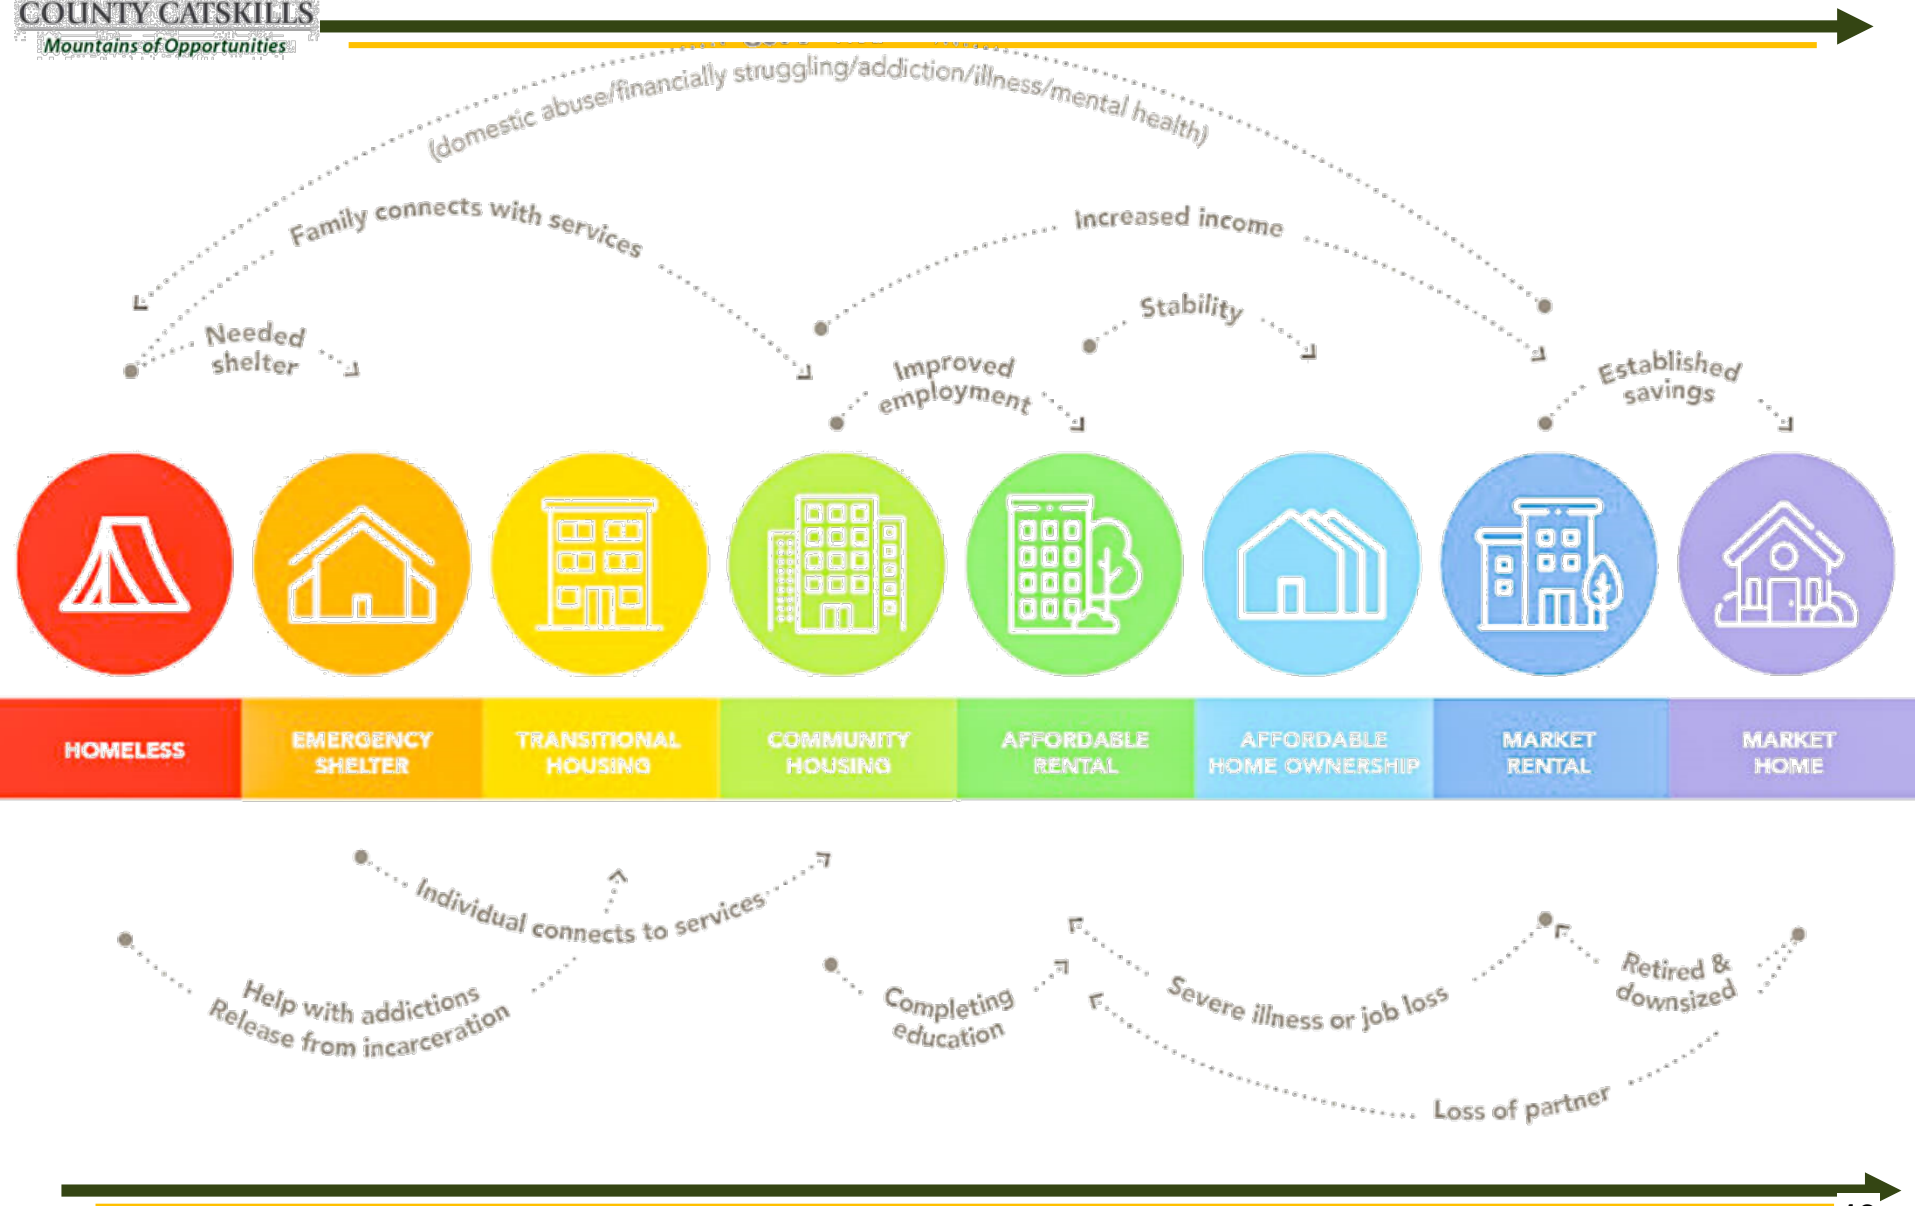 COUNTY CATSKILLS
Mountains of Opportunities
(domestic abuse/financially struggling/addiction/illness/mental health)
Family connects with services
Increased income
Needed
shelter
Stability
Improved
employment
Established
savings
HOMELESS
EMERGENCY
SHELTER
TRANSITIONAL
HOUSING
COMMUNITY
HOUSING
AFFORDABLE
RENTAL
AFFORDABLE
HOME OWNERSHIP
MARKET
RENTAL
MARKET
HOME
Individual connects to services
Help with addictions
Release from incarceration
Completing
education
Severe illness or job loss
Retired &
downsized
Loss of partner